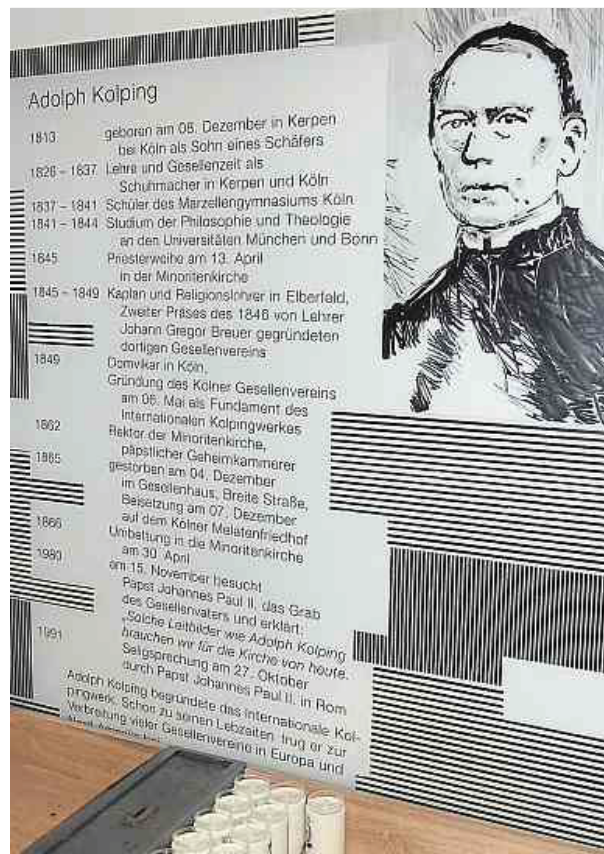 Adolph Kolping
1813 geboren am 08. Dezember in Kerpen
bei Köln als Sohn eines Schäfers
1826 – 1837 Lehre und Gesellenzeit als
Schuhmacher in Kerpen und Köln
1837 – 1841 Schüler des Marzellengymnasiums Köln
1841 – 1844 Studium der Philosophie und Theologie
an den Universitäten München und Bonn
1845 Priesterweihe am 13. April
in der Minoritenkirche
1845 – 1849 Kaplan und Religionslehrer in Elberfeld,
Zweiter Präses des 1846 von Lehrer
Johann Gregor Breuer gegründeten
dortigen Gesellenvereins
1849 Domvikar in Köln,
Gründung des Kölner Gesellenvereins
am 06. Mai als Fundament des
Internationalen Kolpingwerkes
1862 Rektor der Minoritenkirche,
päpstlicher Geheimkammerer
1865 gestorben am 04. Dezember
im Gesellenhaus, Breite Straße,
Beisetzung am 07. Dezember
auf dem Kölner Melatenfriedhof
1866 Umbettung in die Minoritenkirche
am 30. April
1980 am 15. November besucht
Papst Johannes Paul II. das Grab
des Gesellenvaters und erklärt:
„Solche Leitbilder wie Adolph Kolping
brauchen wir für die Kirche von heute.
1991 Seligsprechung am 27. Oktober
durch Papst Johannes Paul II. in Rom
Adolph Kolping begründete das Internationale Kol-
pingwerk. Schon zu seinen Lebzeiten trug er zur
Verbreitung vieler Gesellenvereine in Europa und